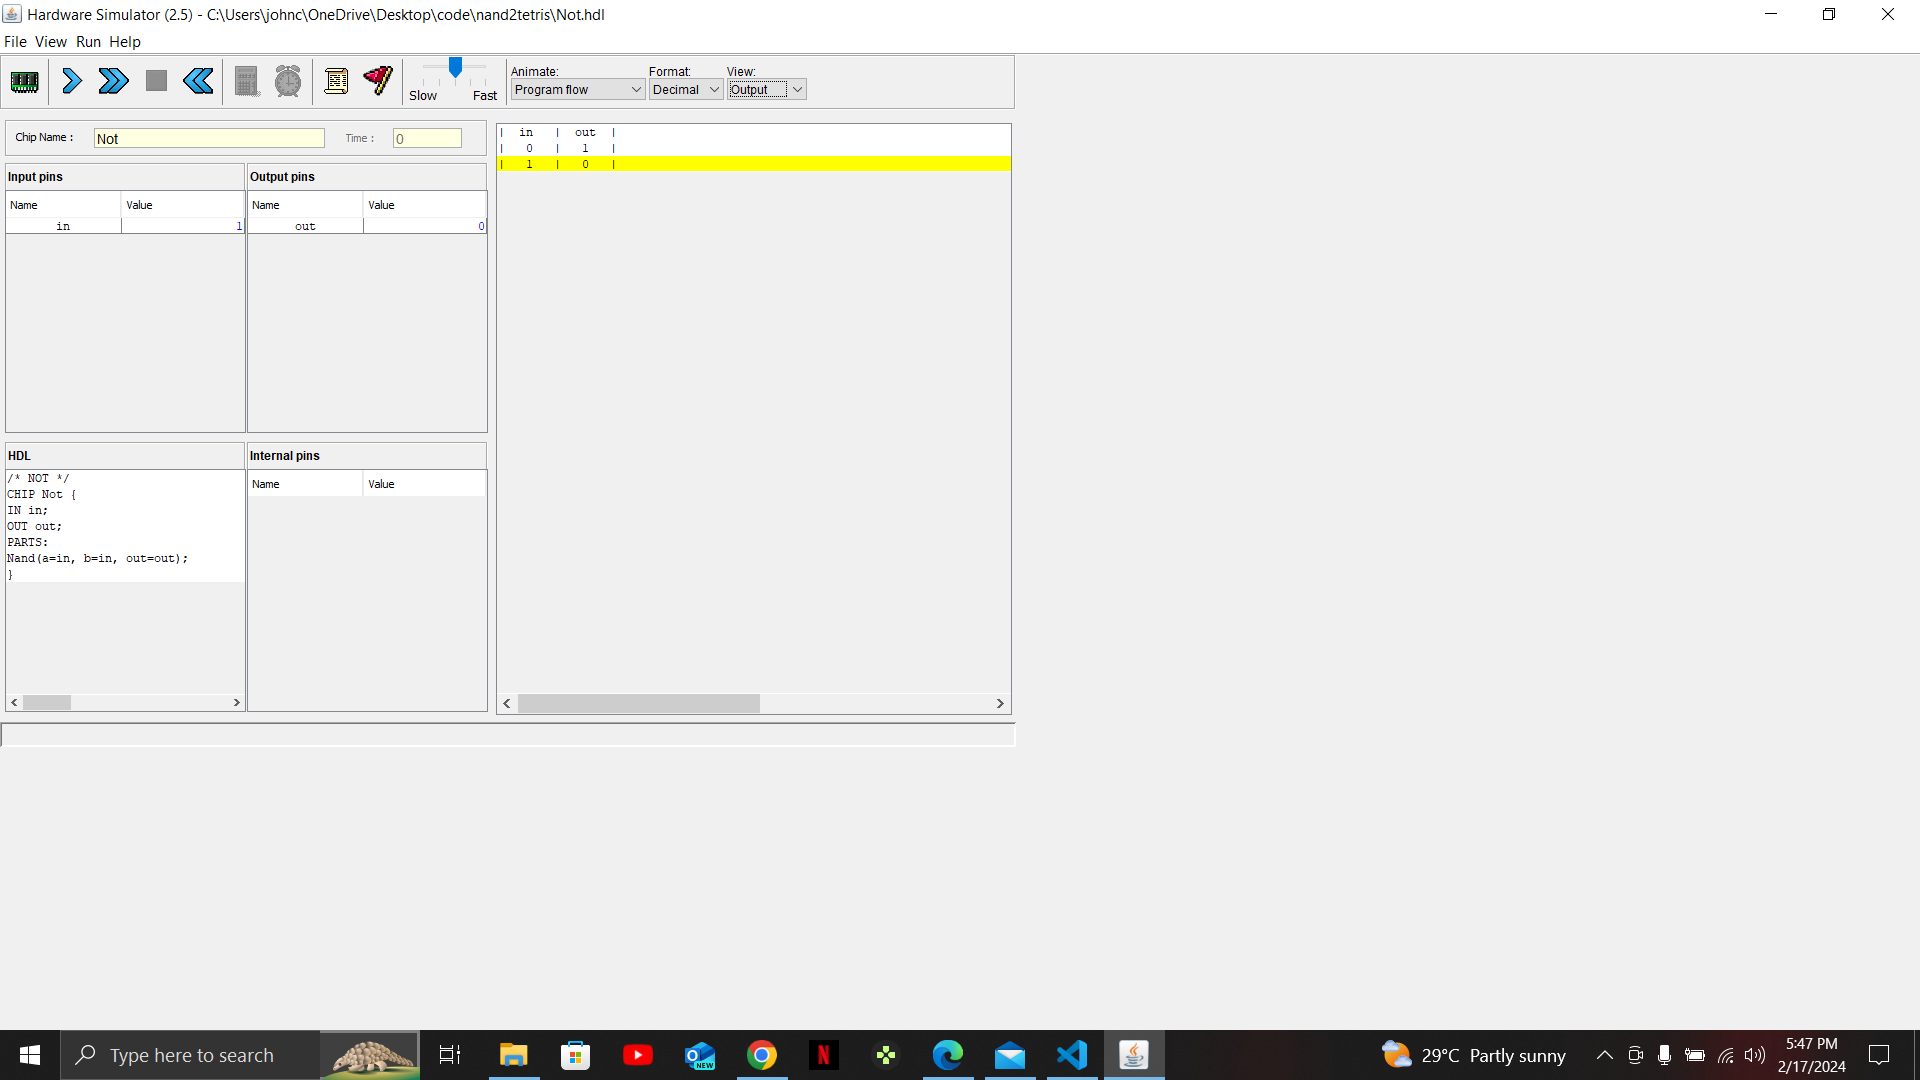 Hardware Simulator (2.5) - C:\Users\johnc\OneDrive\Desktop\code\nand2tetris\Not.hdl
File View Run Help
Animate: Format: View:
Program flow Decimal Output
Slow Fast
Chip Name : Not Time : 0
Input pins Output pins
Name Value Name Value
in 1 out 0
| in | out |
| 0 | 1 |
| 1 | 0 |
HDL Internal pins
Name Value
/* NOT */
CHIP Not {
IN in;
OUT out;
PARTS:
Nand(a=in, b=in, out=out);
}
Type here to search
NEW
N
29°C Partly sunny
5:47 PM
2/17/2024